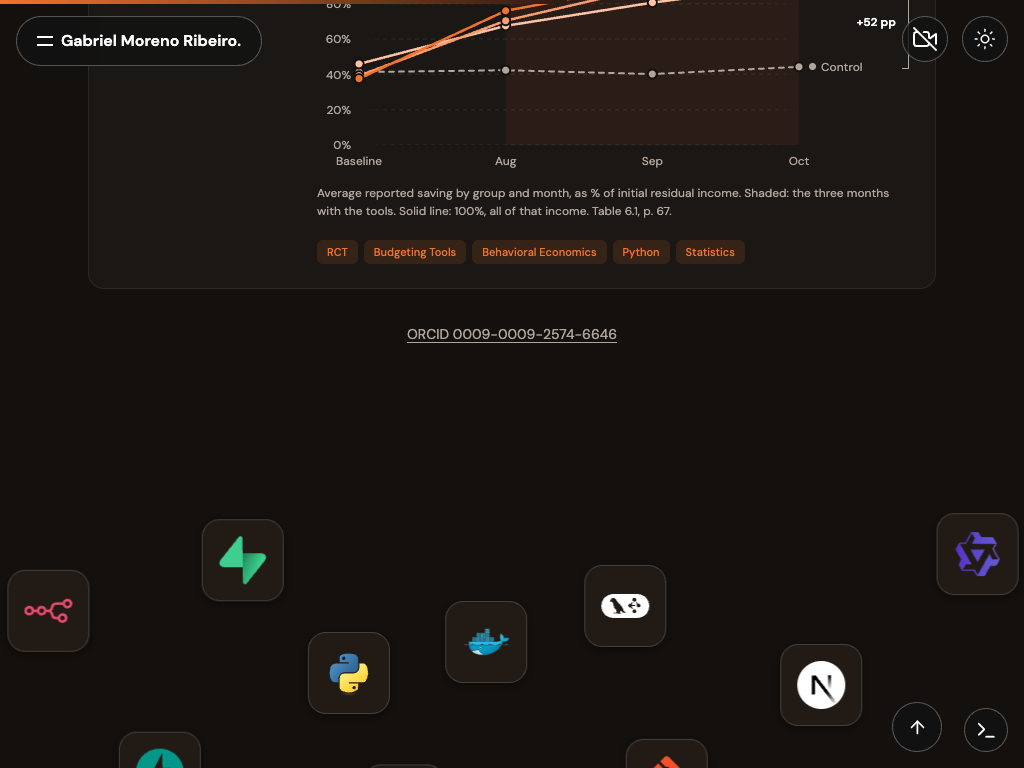 Gabriel Moreno Ribeiro.
80%
+52 pp
60%
40%
Control
20%
0%
Baseline
Aug
Sep
Oct
Average reported saving by group and month, as % of initial residual income. Shaded: the three months
with the tools. Solid line: 100%, all of that income. Table 6.1, p. 67.
RCT
Budgeting Tools
Behavioral Economics
Python
Statistics
ORCID 0009-0009-2574-6646